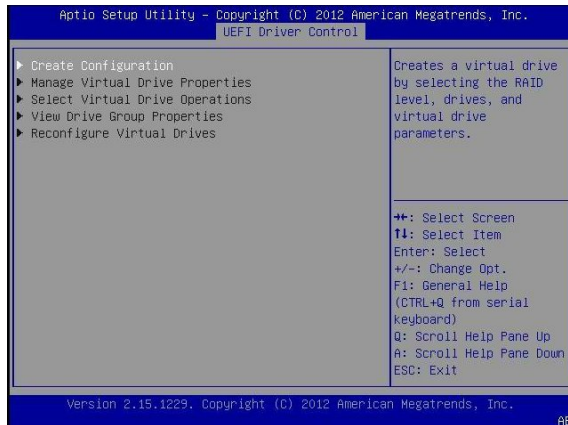 Aptio Setup Utility – Copyright (C) 2012 American Megatrends, Inc.
UEFI Driver Control
Create Configuration
Manage Virtual Drive Properties
Select Virtual Drive Operations
View Drive Group Properties
Reconfigure Virtual Drives
Creates a virtual drive
by selecting the RAID
level, drives, and
virtual drive
parameters.
→←: Select Screen
↑↓: Select Item
Enter: Select
+/-: Change Opt.
F1: General Help
(CTRL+Q from serial
keyboard)
Q: Scroll Help Pane Up
A: Scroll Help Pane Down
ESC: Exit
Version 2.15.1229. Copyright (C) 2012 American Megatrends, Inc.